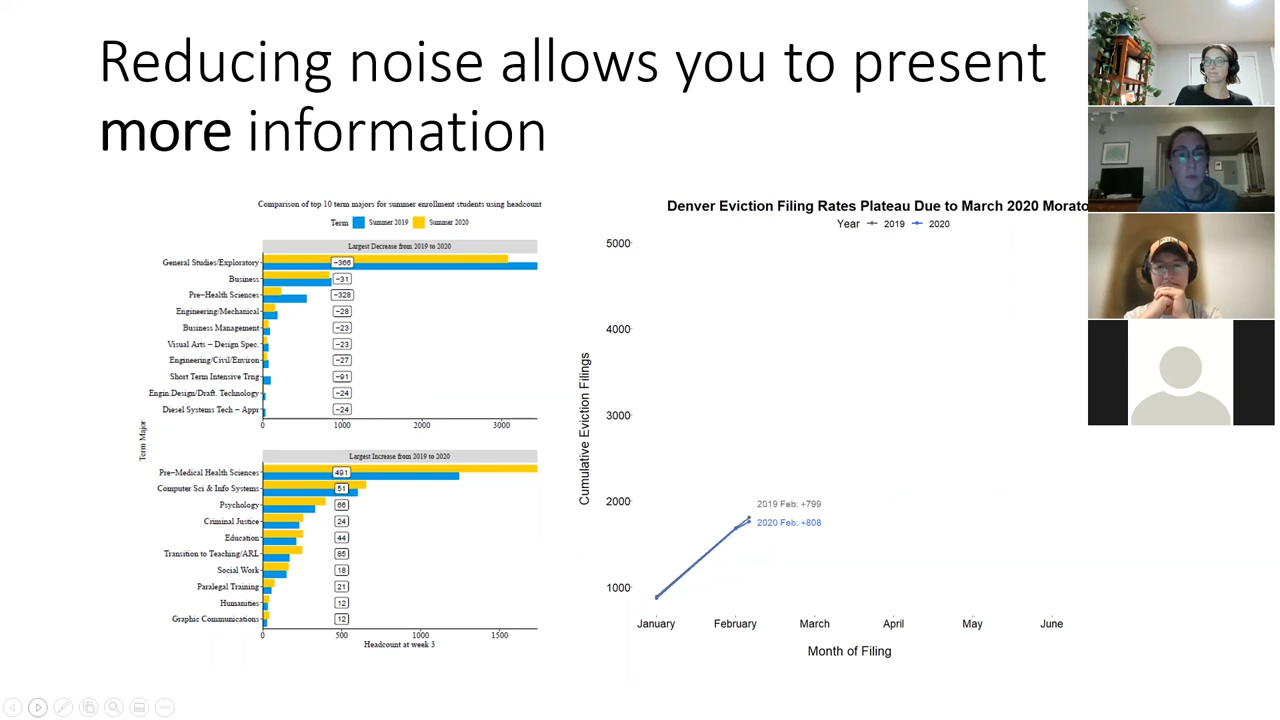 Reducing noise allows you to present
more information
Comparison of top 10 term majors for summer enrollment students using headcount
Term Summer 2019 Summer 2020
Largest Decrease from 2019 to 2020
General Studies/Exploratory −366
Business −31
Pre−Health Sciences −328
Engineering/Mechanical −28
Business Management −23
Visual Arts − Design Spec. −23
Engineering/Civil/Environ −27
Short Term Intensive Trng −91
Engin.Design/Draft. Technology −24
Diesel Systems Tech − Appr −24
0 1000 2000 3000
Term Major
Largest Increase from 2019 to 2020
Pre−Medical Health Sciences 491
Computer Sci & Info Systems 51
Psychology 66
Criminal Justice 24
Education 44
Transition to Teaching/ARL 85
Social Work 18
Paralegal Training 21
Humanities 12
Graphic Communications 12
0 500 1000 1500
Headcount at week 3
Denver Eviction Filing Rates Plateau Due to March 2020 Morato
Year 2019 2020
5000
4000
3000
2000
1000
Cumulative Eviction Filings
2019 Feb: +799
2020 Feb: +808
January February March April May June
Month of Filing